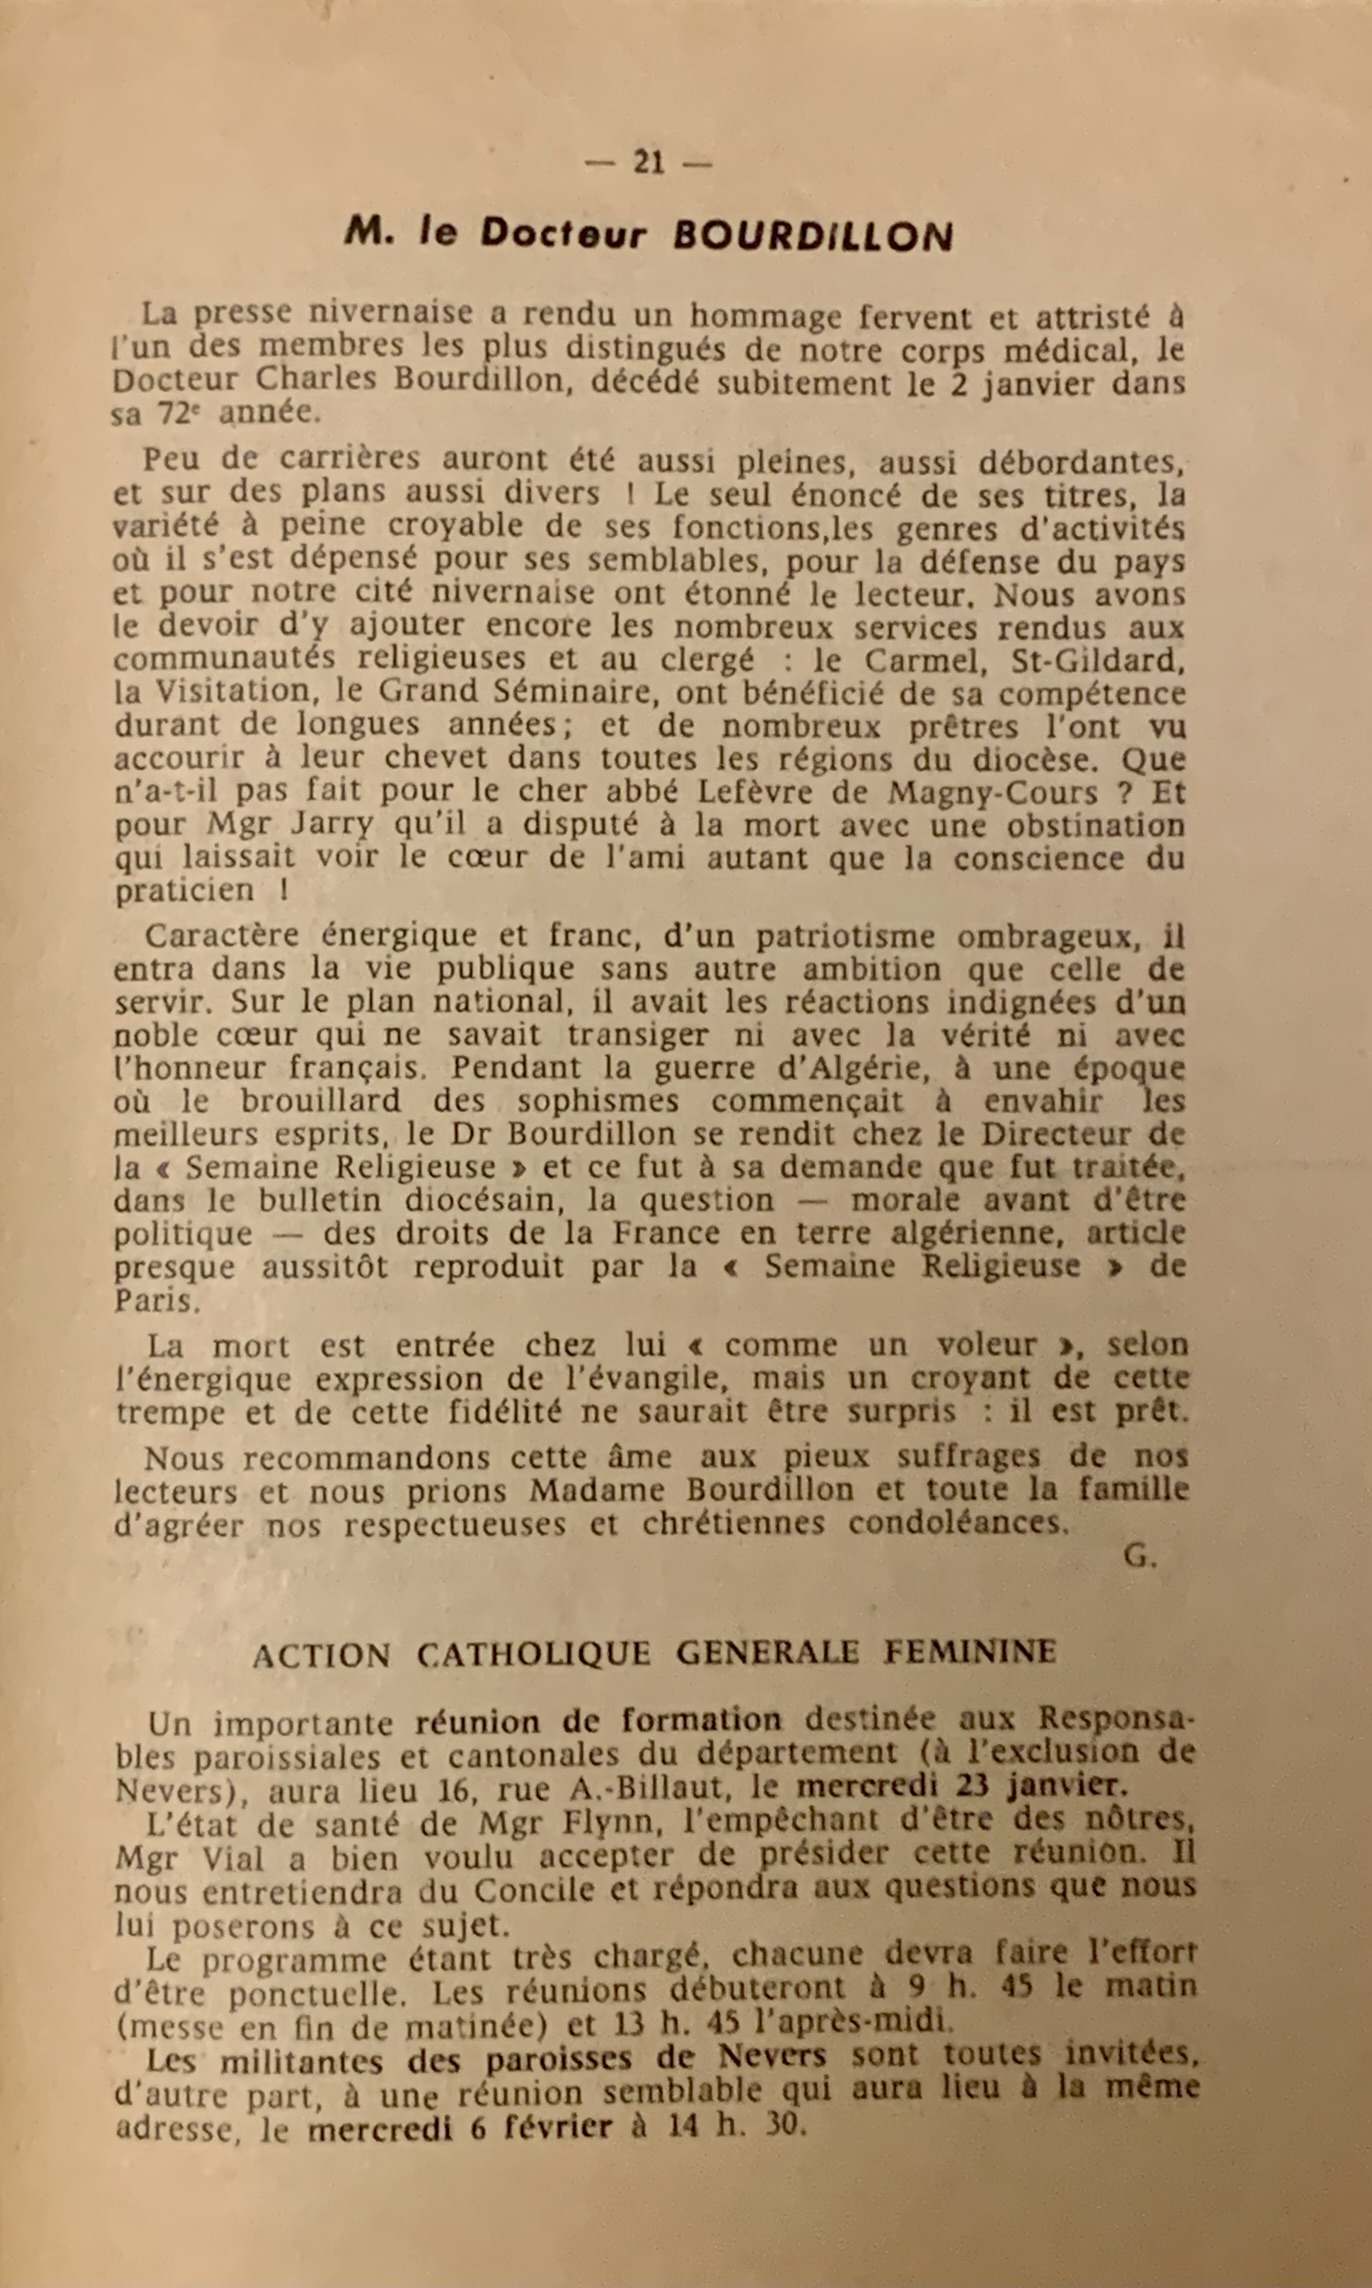 — 21 —
M. le Docteur BOURDILLON
La presse nivernaise a rendu un hommage fervent et attristé à
l'un des membres les plus distingués de notre corps médical, le
Docteur Charles Bourdillon, décédé subitement le 2 janvier dans
sa 72e année.
Peu de carrières auront été aussi pleines, aussi débordantes,
et sur des plans aussi divers ! Le seul énoncé de ses titres, la
variété à peine croyable de ses fonctions,les genres d'activités
où il s'est dépensé pour ses semblables, pour la défense du pays
et pour notre cité nivernaise ont étonné le lecteur. Nous avons
le devoir d'y ajouter encore les nombreux services rendus aux
communautés religieuses et au clergé : le Carmel, St-Gildard,
la Visitation, le Grand Séminaire, ont bénéficié de sa compétence
durant de longues années; et de nombreux prêtres l'ont vu
accourir à leur chevet dans toutes les régions du diocèse. Que
n'a-t-il pas fait pour le cher abbé Lefèvre de Magny-Cours ? Et
pour Mgr Jarry qu'il a disputé à la mort avec une obstination
qui laissait voir le cœur de l'ami autant que la conscience du
praticien !
Caractère énergique et franc, d'un patriotisme ombrageux, il
entra dans la vie publique sans autre ambition que celle de
servir. Sur le plan national, il avait les réactions indignées d'un
noble cœur qui ne savait transiger ni avec la vérité ni avec
l'honneur français. Pendant la guerre d'Algérie, à une époque
où le brouillard des sophismes commençait à envahir les
meilleurs esprits, le Dr Bourdillon se rendit chez le Directeur de
la « Semaine Religieuse » et ce fut à sa demande que fut traitée,
dans le bulletin diocésain, la question — morale avant d'être
politique — des droits de la France en terre algérienne, article
presque aussitôt reproduit par la « Semaine Religieuse » de
Paris.
La mort est entrée chez lui « comme un voleur », selon
l'énergique expression de l'évangile, mais un croyant de cette
trempe et de cette fidélité ne saurait être surpris : il est prêt.
Nous recommandons cette âme aux pieux suffrages de nos
lecteurs et nous prions Madame Bourdillon et toute la famille
d'agréer nos respectueuses et chrétiennes condoléances.
G.
ACTION CATHOLIQUE GENERALE FEMININE
Un importante réunion de formation destinée aux Responsa-
bles paroissiales et cantonales du département (à l'exclusion de
Nevers), aura lieu 16, rue A.-Billaut, le mercredi 23 janvier.
L'état de santé de Mgr Flynn, l'empêchant d'être des nôtres,
Mgr Vial a bien voulu accepter de présider cette réunion. Il
nous entretiendra du Concile et répondra aux questions que nous
lui poserons à ce sujet.
Le programme étant très chargé, chacune devra faire l'effort
d'être ponctuelle. Les réunions débuteront à 9 h. 45 le matin
(messe en fin de matinée) et 13 h. 45 l'après-midi.
Les militantes des paroisses de Nevers sont toutes invitées,
d'autre part, à une réunion semblable qui aura lieu à la même
adresse, le mercredi 6 février à 14 h. 30.